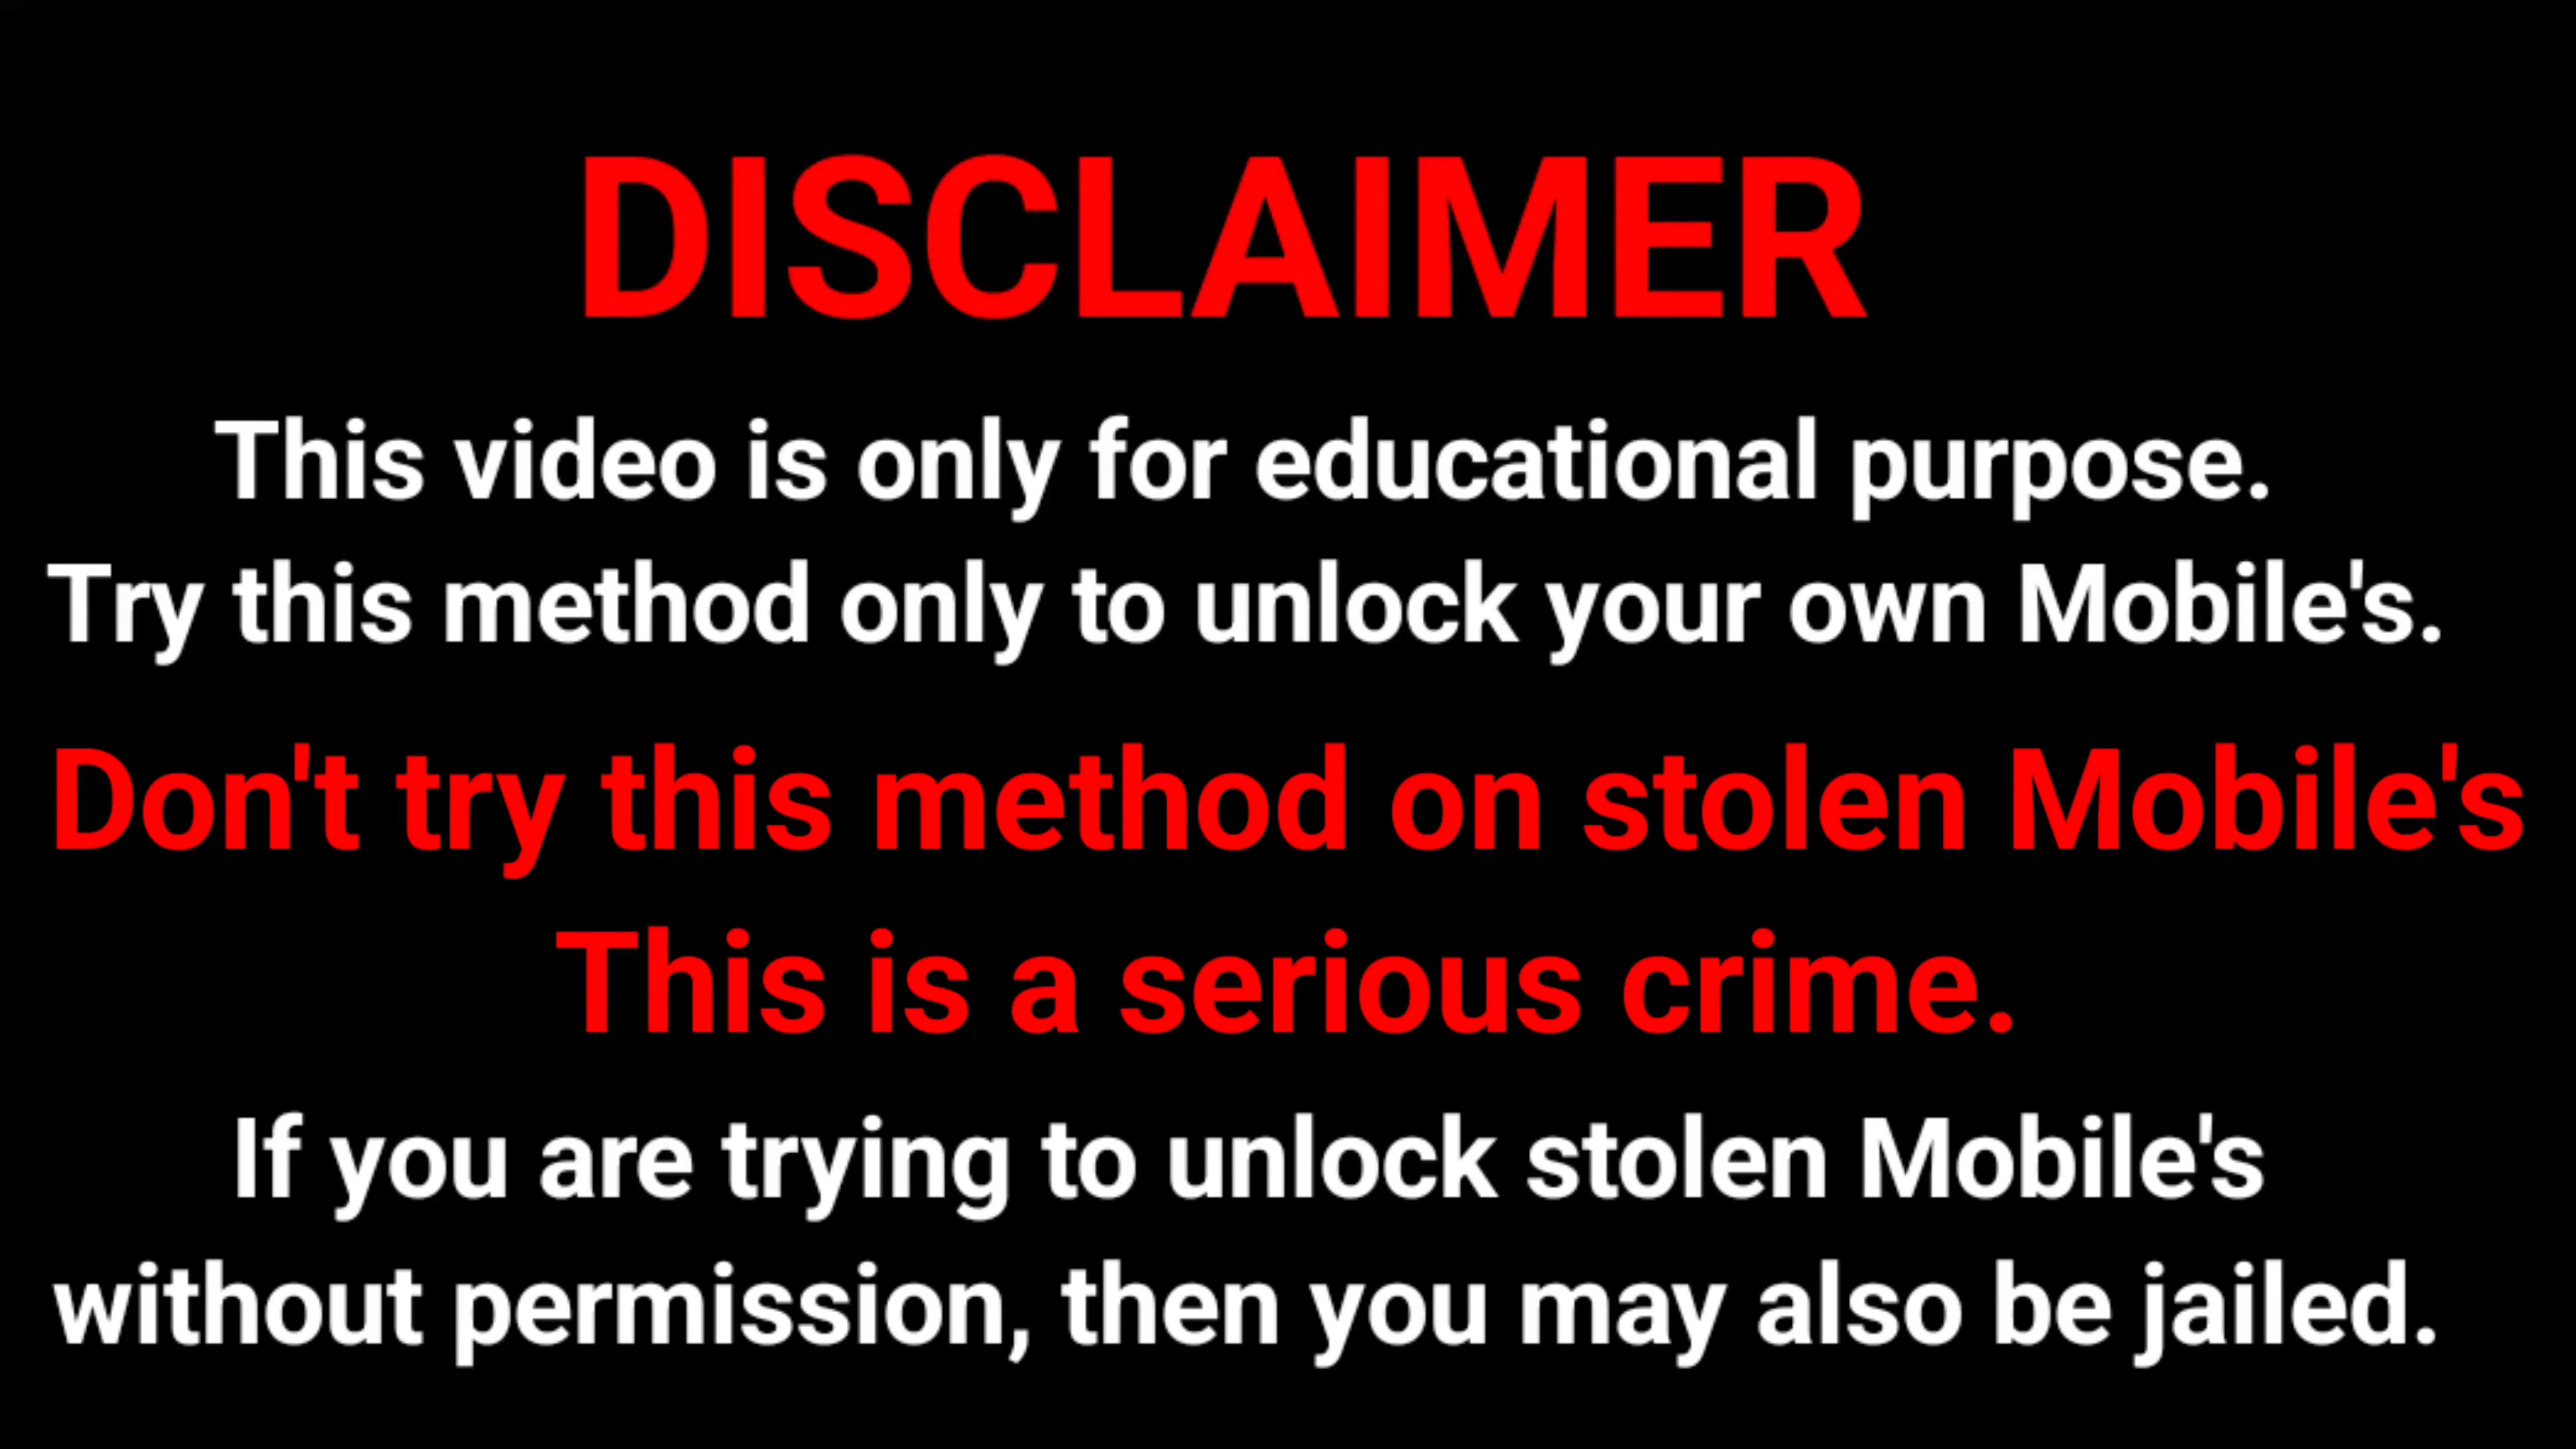 DISCLAIMER
This video is only for educational purpose.
Try this method only to unlock your own Mobile's.
Don't try this method on stolen Mobile's
This is a serious crime.
If you are trying to unlock stolen Mobile's
without permission, then you may also be jailed.